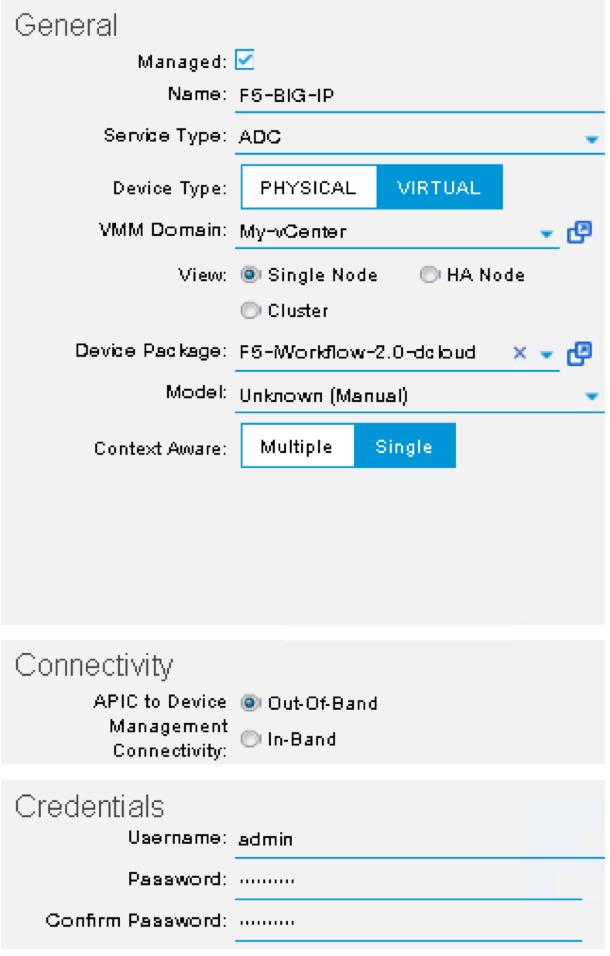 General
Managed:
Name: F5-BIG-IP
Service Type: ADC
Device Type: PHYSICAL VIRTUAL
VMM Domain: My-vCenter
View: Single Node HA Node
Cluster
Device Package: F5-iWorkflow-2.0-dcloud
Model: Unknown (Manual)
Context Aware: Multiple Single
Connectivity
APIC to Device Out-Of-Band
Management
Connectivity: In-Band
Credentials
Username: admin
Password: ··········
Confirm Password: ··········